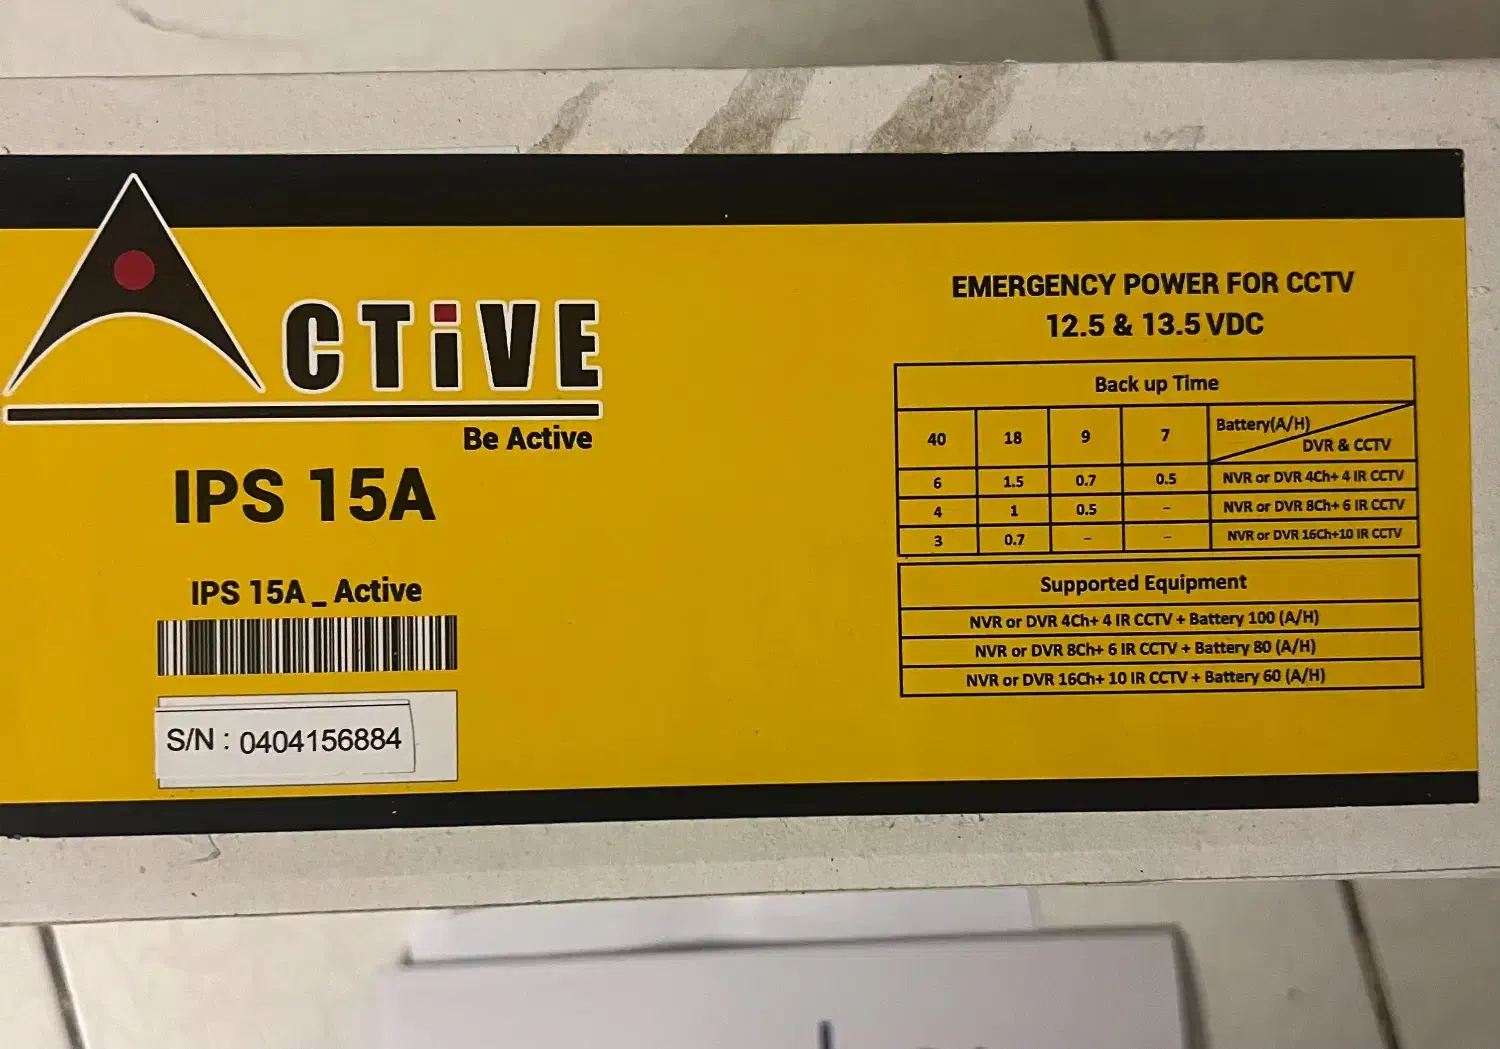 ACTiVE
Be Active
IPS 15A
IPS 15A_Active
S/N : 0404156884
EMERGENCY POWER FOR CCTV
12.5 & 13.5 VDC
Back up Time
40 18 9 7 Battery(A/H) DVR & CCTV
6 1.5 0.7 0.5 NVR or DVR 4Ch+ 4 IR CCTV
4 1 0.5 - NVR or DVR 8Ch+ 6 IR CCTV
3 0.7 - - NVR or DVR 16Ch+10 IR CCTV
Supported Equipment
NVR or DVR 4Ch+ 4 IR CCTV + Battery 100 (A/H)
NVR or DVR 8Ch+ 6 IR CCTV + Battery 80 (A/H)
NVR or DVR 16Ch+ 10 IR CCTV + Battery 60 (A/H)